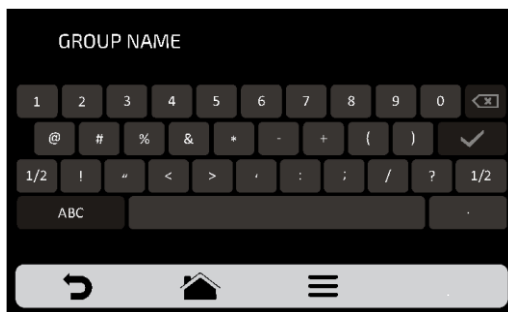 GROUP NAME
1 2 3 4 5 6 7 8 9 0
@ # % & * - + ( )
1/2 ! " < > ' : ; / ? 1/2
ABC .